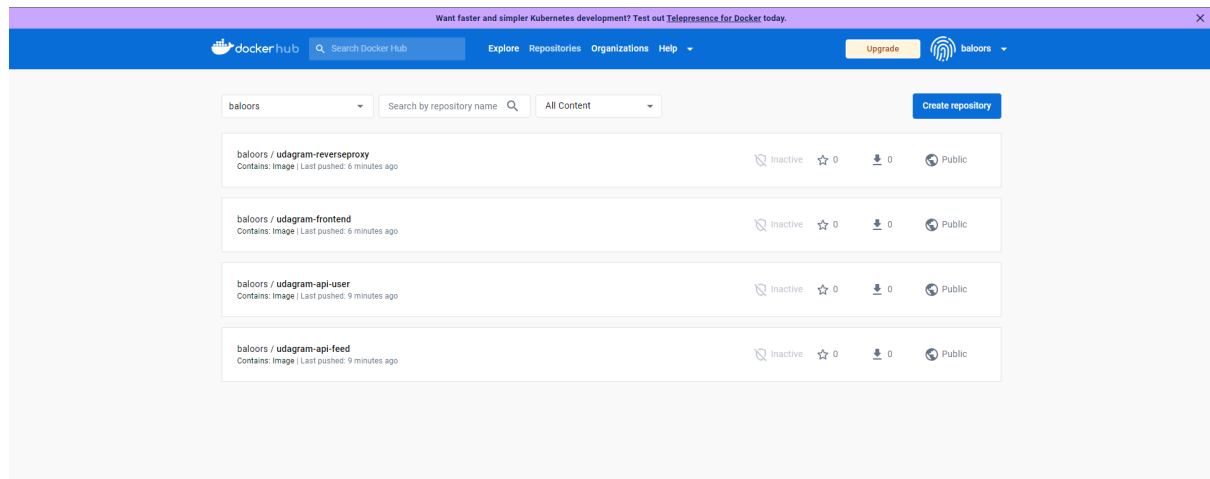 Want faster and simpler Kubernetes development? Test out Telepresence for Docker today.
dockerhub Search Docker Hub Explore Repositories Organizations Help Upgrade baloors
baloors Search by repository name All Content Create repository
baloors / udagram-reverseproxy
Contains: Image | Last pushed: 6 minutes ago
Inactive 0 0 Public
baloors / udagram-frontend
Contains: Image | Last pushed: 6 minutes ago
Inactive 0 0 Public
baloors / udagram-api-user
Contains: Image | Last pushed: 9 minutes ago
Inactive 0 0 Public
baloors / udagram-api-feed
Contains: Image | Last pushed: 9 minutes ago
Inactive 0 0 Public